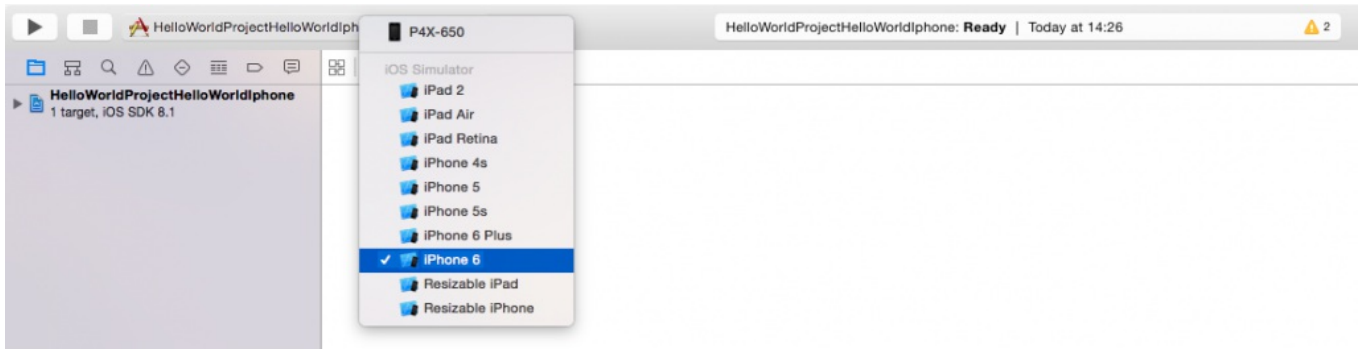 HelloWorldProjectHelloWorldIph
HelloWorldProjectHelloWorldIphone: Ready | Today at 14:26
2
HelloWorldProjectHelloWorldIphone
1 target, iOS SDK 8.1
P4X-650
iOS Simulator
iPad 2
iPad Air
iPad Retina
iPhone 4s
iPhone 5
iPhone 5s
iPhone 6 Plus
iPhone 6
Resizable iPad
Resizable iPhone